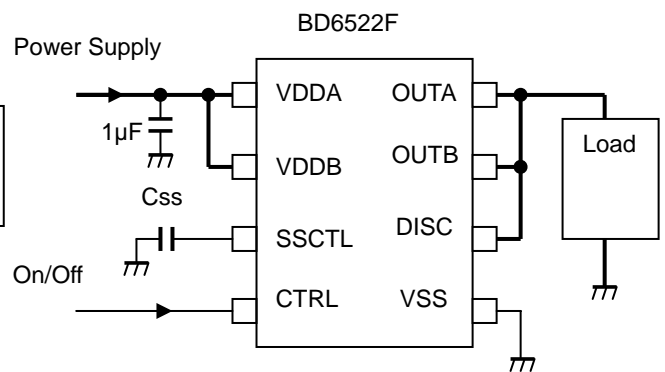 BD6522F
Power Supply
VDDA
OUTA
1µF
VDDB
OUTB
Load
Css
SSCTL
DISC
On/Off
CTRL
VSS